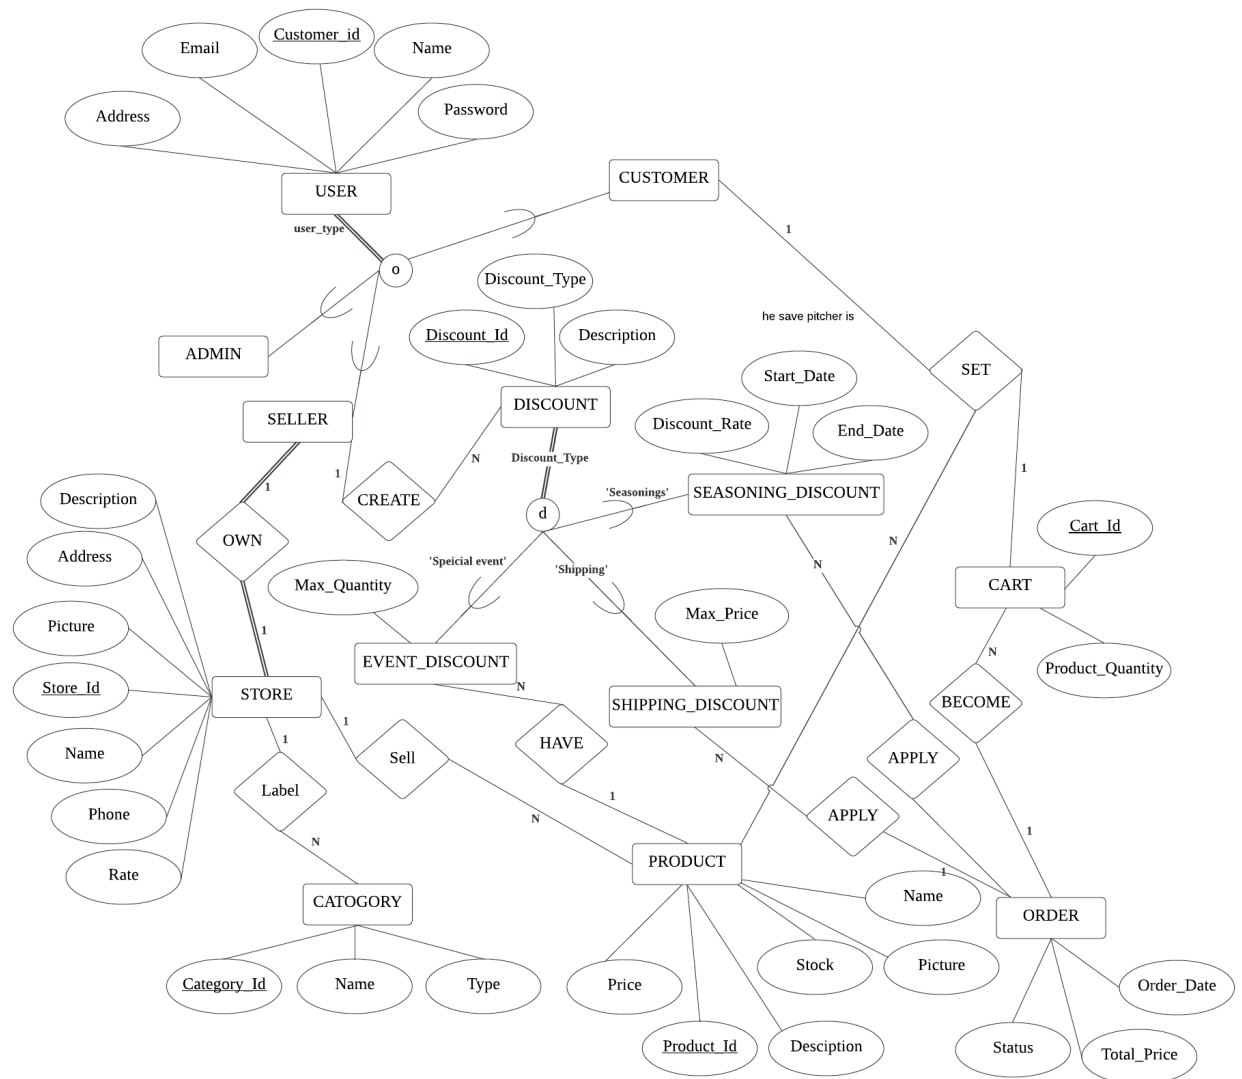 Customer_id
Email
Name
Address
Password
USER
CUSTOMER
user_type
1
o
Discount_Type
he save pitcher is
Discount_Id
Description
ADMIN
SET
Start_Date
DISCOUNT
SELLER
Discount_Rate
End_Date
Discount_Type
N
1
1
1
'Seasonings'
SEASONING_DISCOUNT
Description
CREATE
d
Cart_Id
OWN
N
Address
'Speicial event'
'Shipping'
N
Max_Quantity
CART
Max_Price
Picture
1
N
EVENT_DISCOUNT
Product_Quantity
Store_Id
STORE
N
SHIPPING_DISCOUNT
BECOME
1
1
HAVE
Name
Sell
N
APPLY
Label
1
Phone
N
APPLY
1
N
PRODUCT
1
Rate
Name
CATOGORY
ORDER
Stock
Picture
Category_Id
Name
Type
Price
Order_Date
Product_Id
Desciption
Status
Total_Price